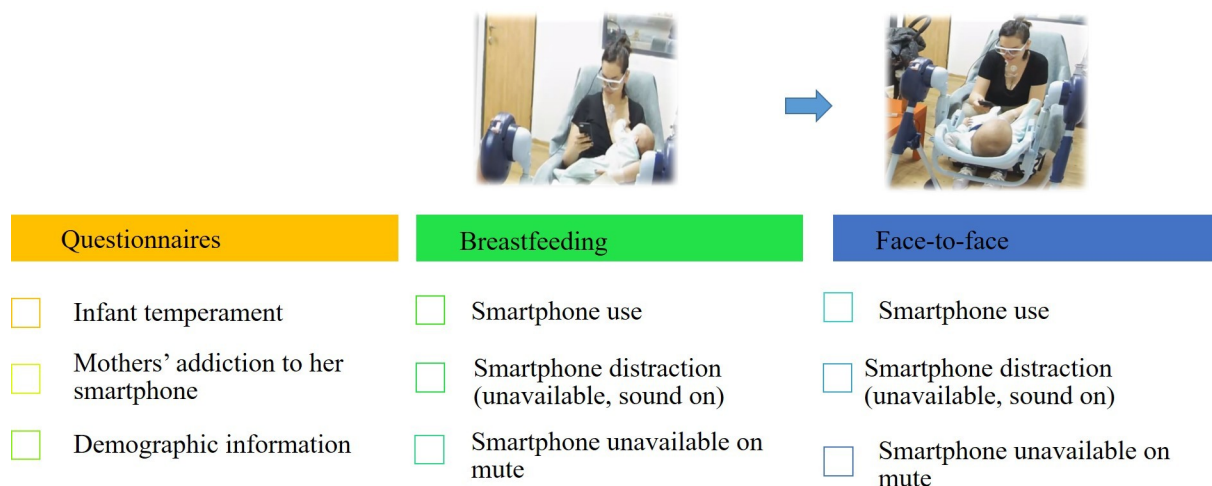 Questionnaires
Infant temperament
Mothers’ addiction to her
smartphone
Demographic information
Breastfeeding
Smartphone use
Smartphone distraction
(unavailable, sound on)
Smartphone unavailable on
mute
Face-to-face
Smartphone use
Smartphone distraction
(unavailable, sound on)
Smartphone unavailable on
mute